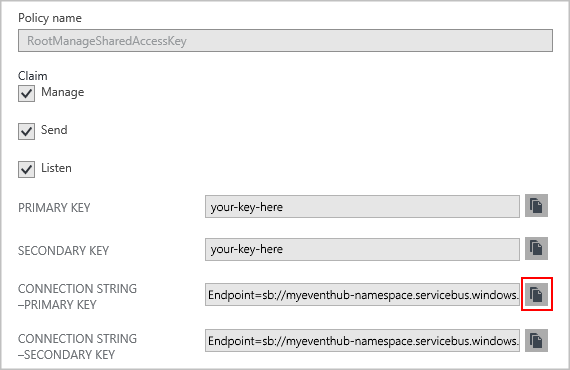 Policy name
RootManageSharedAccessKey
Claim
Manage
Send
Listen
PRIMARY KEY
your-key-here
SECONDARY KEY
your-key-here
CONNECTION STRING
–PRIMARY KEY
Endpoint=sb://myeventhub-namespace.servicebus.windows.
CONNECTION STRING
–SECONDARY KEY
Endpoint=sb://myeventhub-namespace.servicebus.windows.